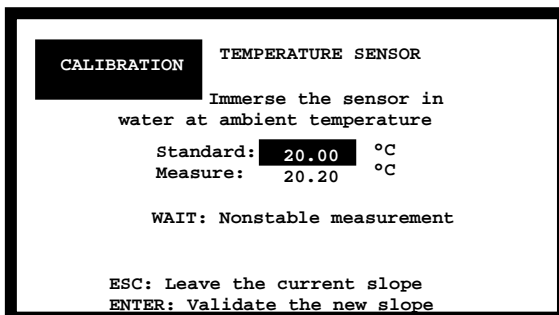 TEMPERATURE SENSOR
CALIBRATION
Immerse the sensor in
water at ambient temperature
Standard: 20.00 °C
Measure: 20.20 °C
WAIT: Nonstable measurement
ESC: Leave the current slope
ENTER: Validate the new slope